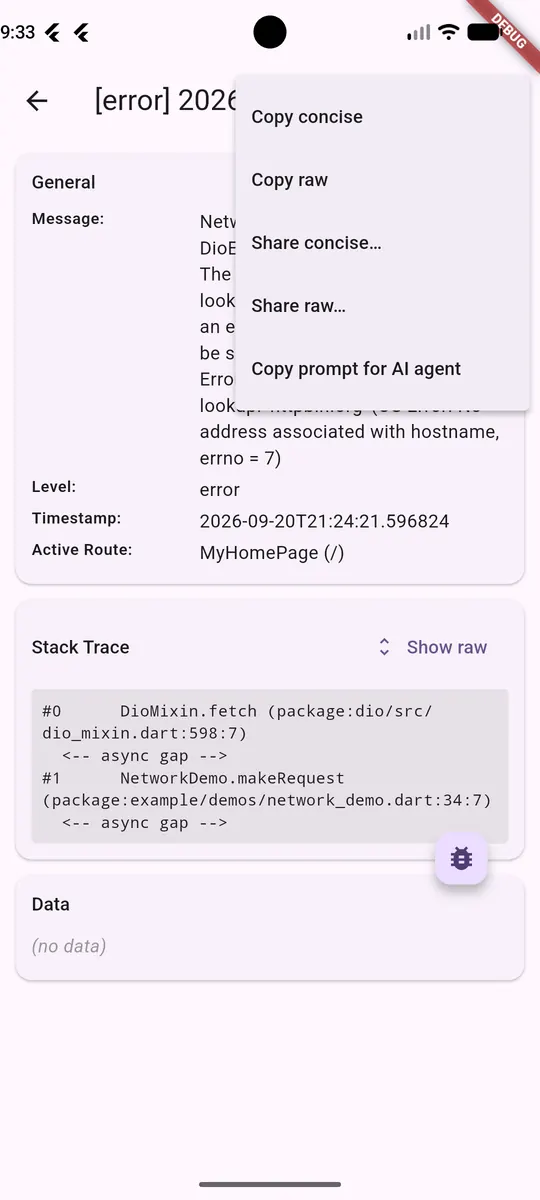 9:33
DEBUG
[error] 2026
Copy concise
Copy raw
Share concise…
Share raw…
Copy prompt for AI agent
General
Message:
The
look
an e
be s
Erro
address associated with hostname,
errno = 7)
Level:
error
Timestamp:
2026-09-20T21:24:21.596824
Active Route:
MyHomePage (/)
Stack Trace
Show raw
#0      DioMixin.fetch (package:dio/src/
dio_mixin.dart:598:7)
<-- async gap -->
#1      NetworkDemo.makeRequest
(package:example/demos/network_demo.dart:34:7)
<-- async gap -->
Data
(no data)